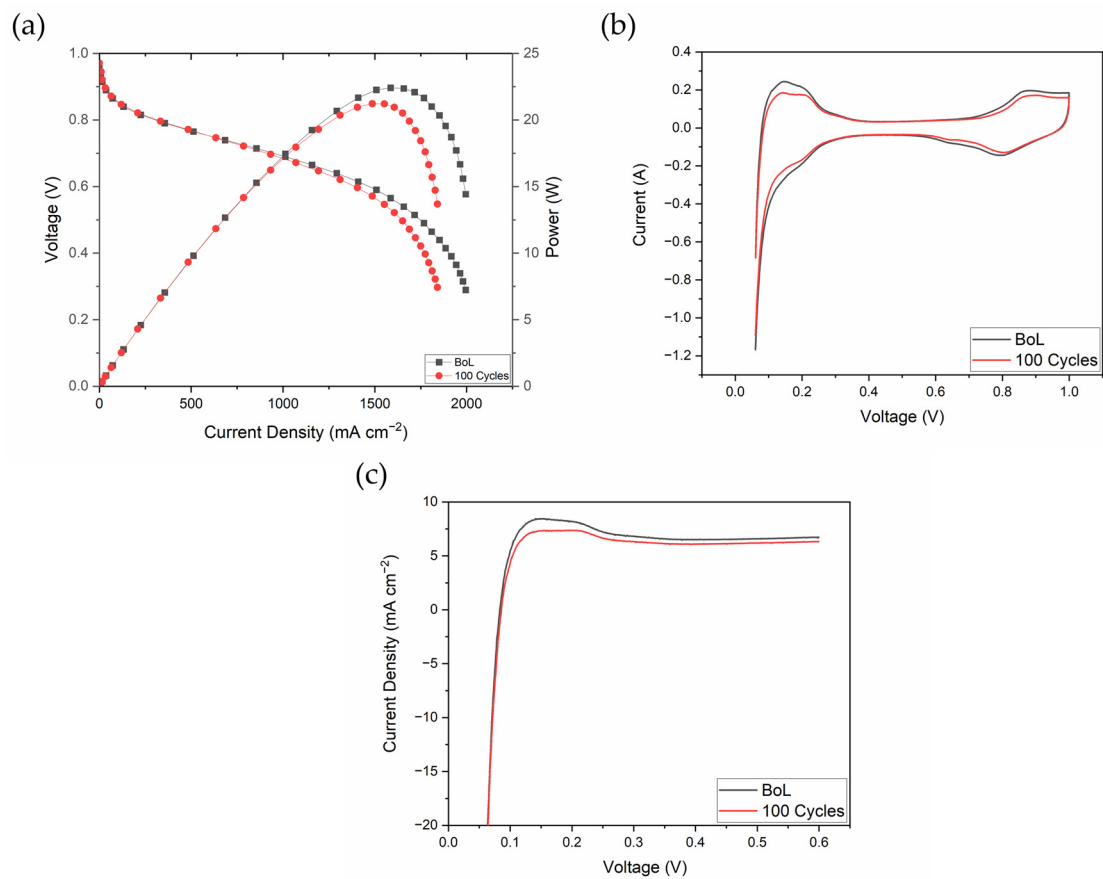 (a)
1.0
0.8
0.6
0.4
0.2
0.0
Voltage (V)
25
20
15
10
5
0
Power (W)
0
500
1000
1500
2000
Current Density (mA cm⁻²)
BoL
100 Cycles
(b)
0.4
0.2
0.0
−0.2
−0.4
−0.6
−0.8
−1.0
−1.2
Current (A)
0.0
0.2
0.4
0.6
0.8
1.0
Voltage (V)
BoL
100 Cycles
(c)
10
5
0
−5
−10
−15
−20
Current Density (mA cm⁻²)
0.0
0.1
0.2
0.3
0.4
0.5
0.6
Voltage (V)
BoL
100 Cycles